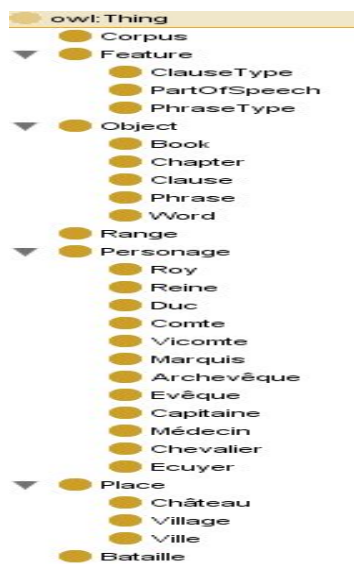 owl:Thing
Corpus
Feature
ClauseType
PartOfSpeech
PhraseType
Object
Book
Chapter
Clause
Phrase
Word
Range
Personage
Roy
Reine
Duc
Comte
Vicomte
Marquis
Archevêque
Evêque
Capitaine
Médecin
Chevalier
Ecuyer
Place
Château
Village
Ville
Bataille